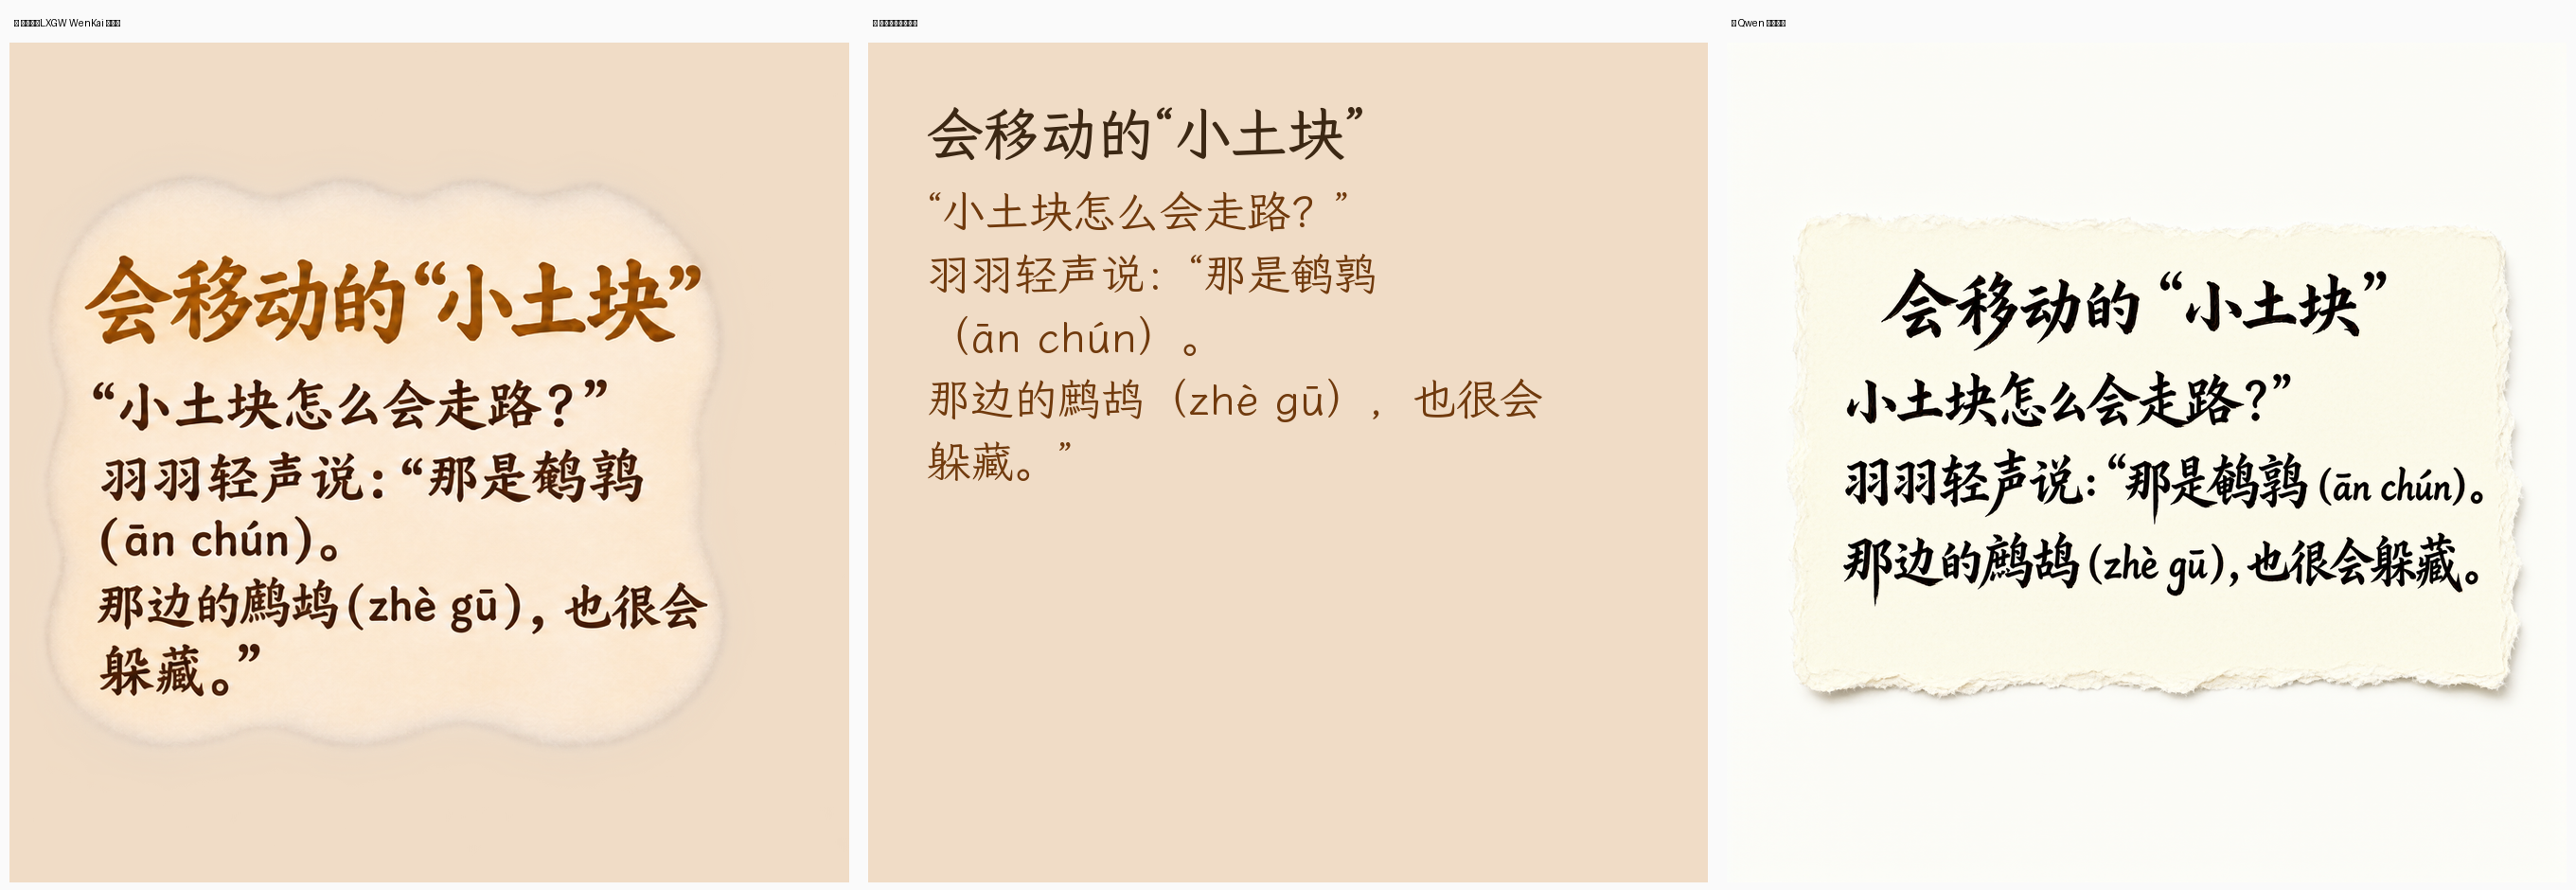 LXGW WenKai
会移动的“小土块”
“小土块怎么会走路？”
羽羽轻声说：“那是鹌鹑
(ān chún)。
那边的鹧鸪(zhè gū)，也很会
躲藏。”
会移动的“小土块”
“小土块怎么会走路？”
羽羽轻声说：“那是鹌鹑
（ān chún）。
那边的鹧鸪（zhè gū），也很会
躲藏。”
Qwen
会移动的“小土块”
小土块怎么会走路？”
羽羽轻声说：“那是鹌鹑(ān chún)。
那边的鹧鸪(zhè gū)，也很会躲藏。